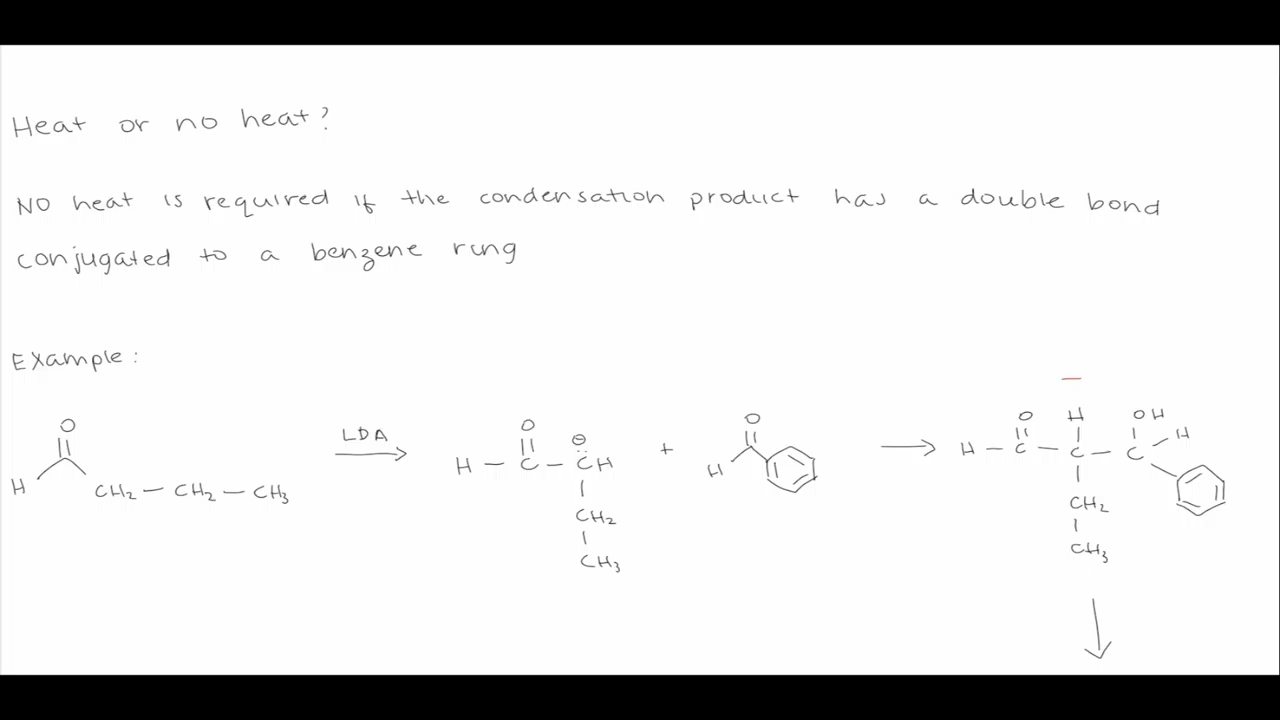 Heat or no heat?
NO heat is required if the condensation product has a double bond
conjugated to a benzene ring
Example:
O
H
CH2 — CH2 — CH3
LDA
O ⊖
H — C — C̈H
CH2
CH3
+
O
H
O H OH
H — C — C — C H
CH2
CH3